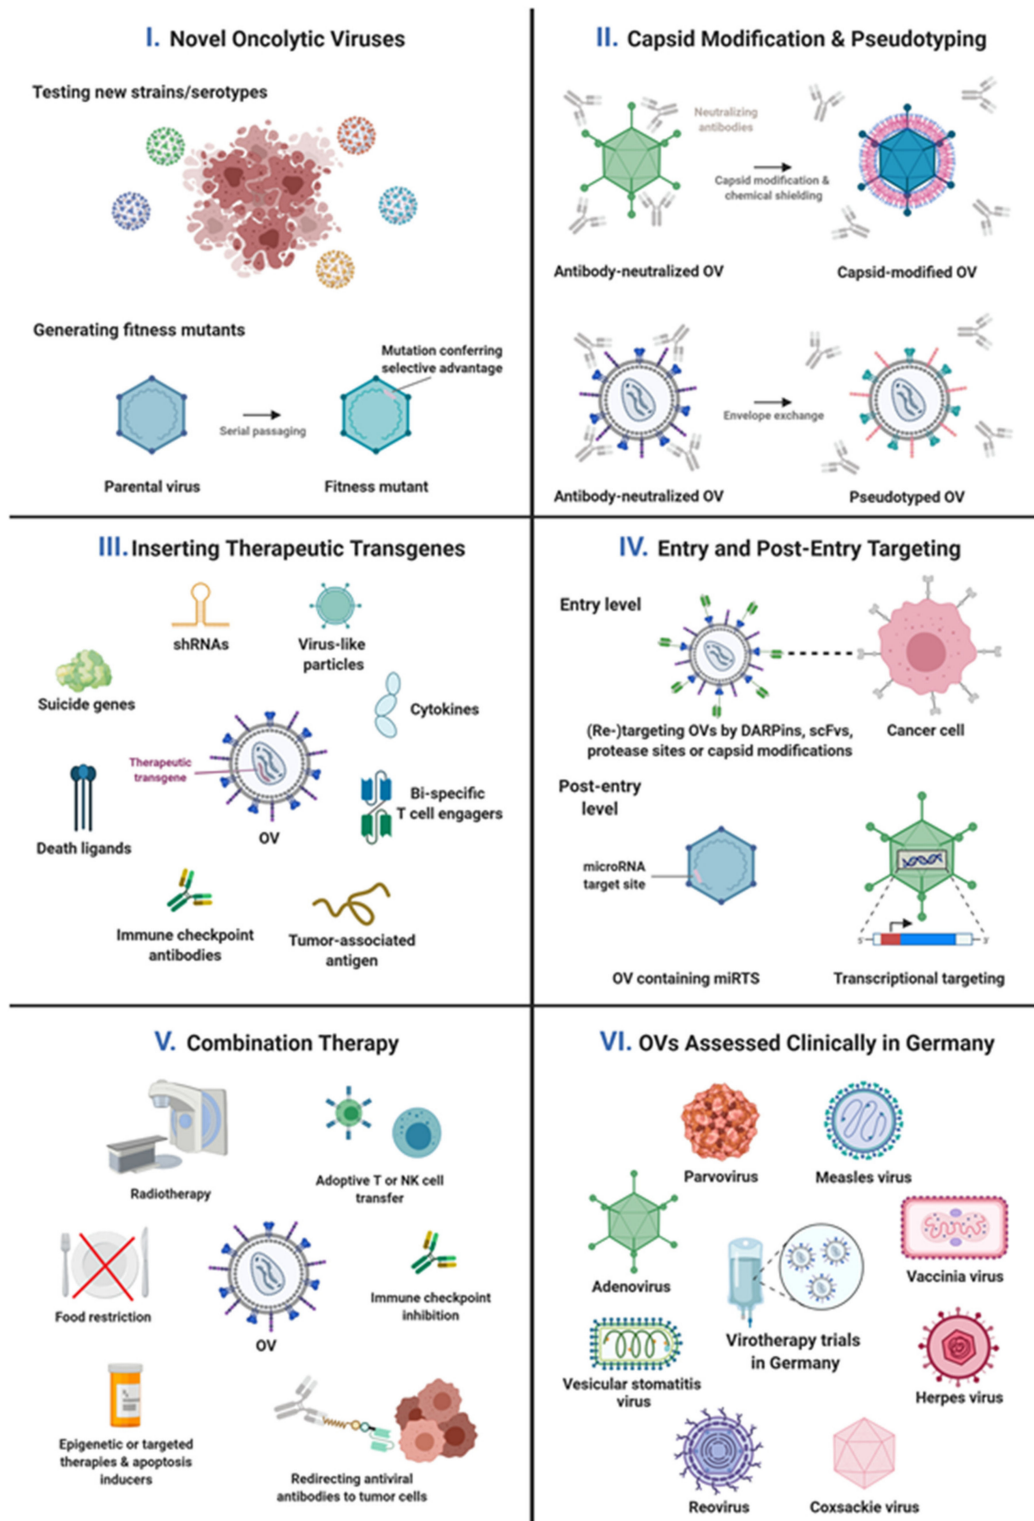 I. Novel Oncolytic Viruses
Testing new strains/serotypes
Generating fitness mutants
Mutation conferring
selective advantage
Serial passaging
Parental virus
Fitness mutant
II. Capsid Modification & Pseudotyping
Neutralizing
antibodies
Capsid modification &
chemical shielding
Antibody-neutralized OV
Capsid-modified OV
Envelope exchange
Antibody-neutralized OV
Pseudotyped OV
III. Inserting Therapeutic Transgenes
shRNAs
Virus-like
particles
Suicide genes
Cytokines
Therapeutic
transgene
Bi-specific
T cell engagers
OV
Death ligands
Immune checkpoint
antibodies
Tumor-associated
antigen
IV. Entry and Post-Entry Targeting
Entry level
(Re-)targeting OVs by DARPins, scFvs,
protease sites or capsid modifications
Cancer cell
Post-entry
level
microRNA
target site
5'
3'
OV containing miRTS
Transcriptional targeting
V. Combination Therapy
Radiotherapy
Adoptive T or NK cell
transfer
Food restriction
Immune checkpoint
inhibition
OV
Epigenetic or targeted
therapies & apoptosis
inducers
Redirecting antiviral
antibodies to tumor cells
VI. OVs Assessed Clinically in Germany
Parvovirus
Measles virus
Adenovirus
Vaccinia virus
Virotherapy trials
in Germany
Vesicular stomatitis
virus
Herpes virus
Reovirus
Coxsackie virus